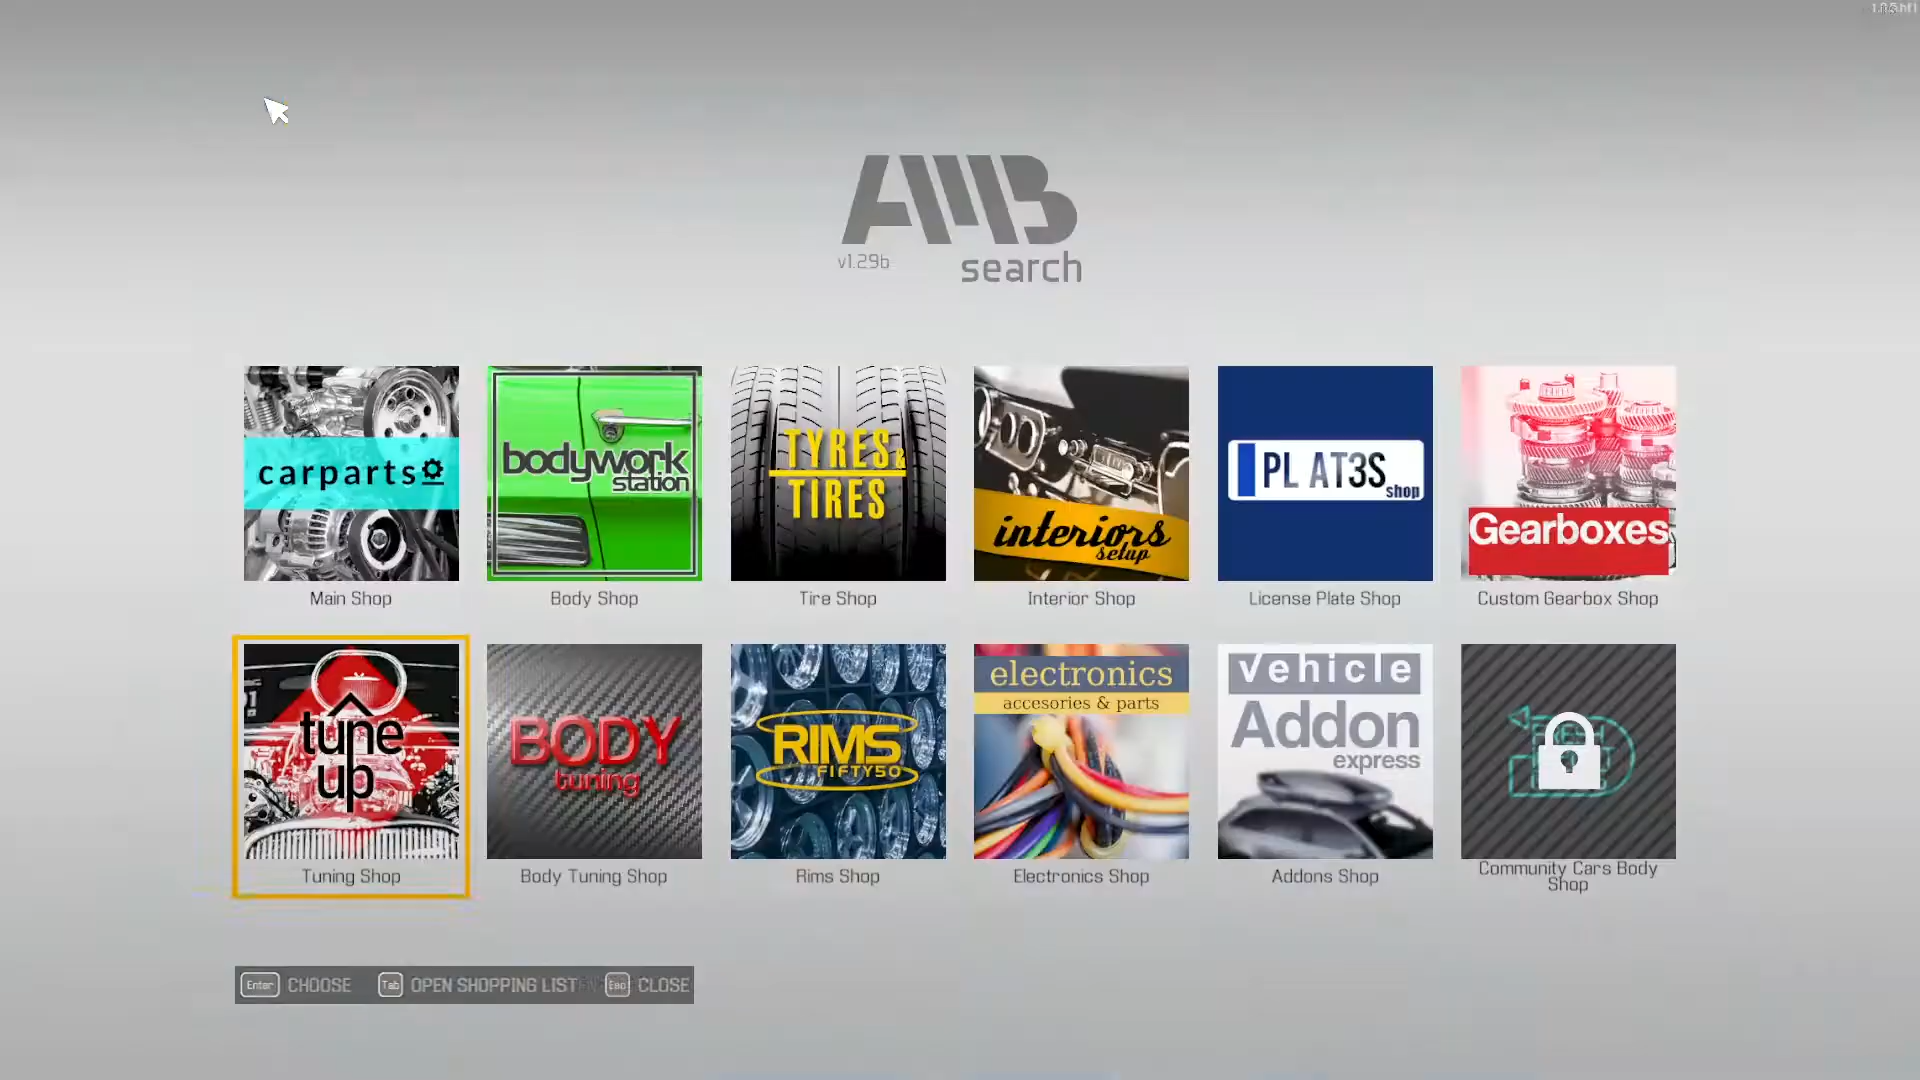 AMB
v1.29b
search
carparts
bodywork
station
TYRES &
TIRES
interiors
setup
PL AT3S
shop
Gearboxes
Main Shop
Body Shop
Tire Shop
Interior Shop
License Plate Shop
Custom Gearbox Shop
tune
up
BODY
tuning
RIMS
FIFTY50
electronics
accesories & parts
vehicle
Addon
express
Tuning Shop
Body Tuning Shop
Rims Shop
Electronics Shop
Addons Shop
Community Cars Body
Shop
Enter CHOOSE Tab OPEN SHOPPING LIST Esc CLOSE